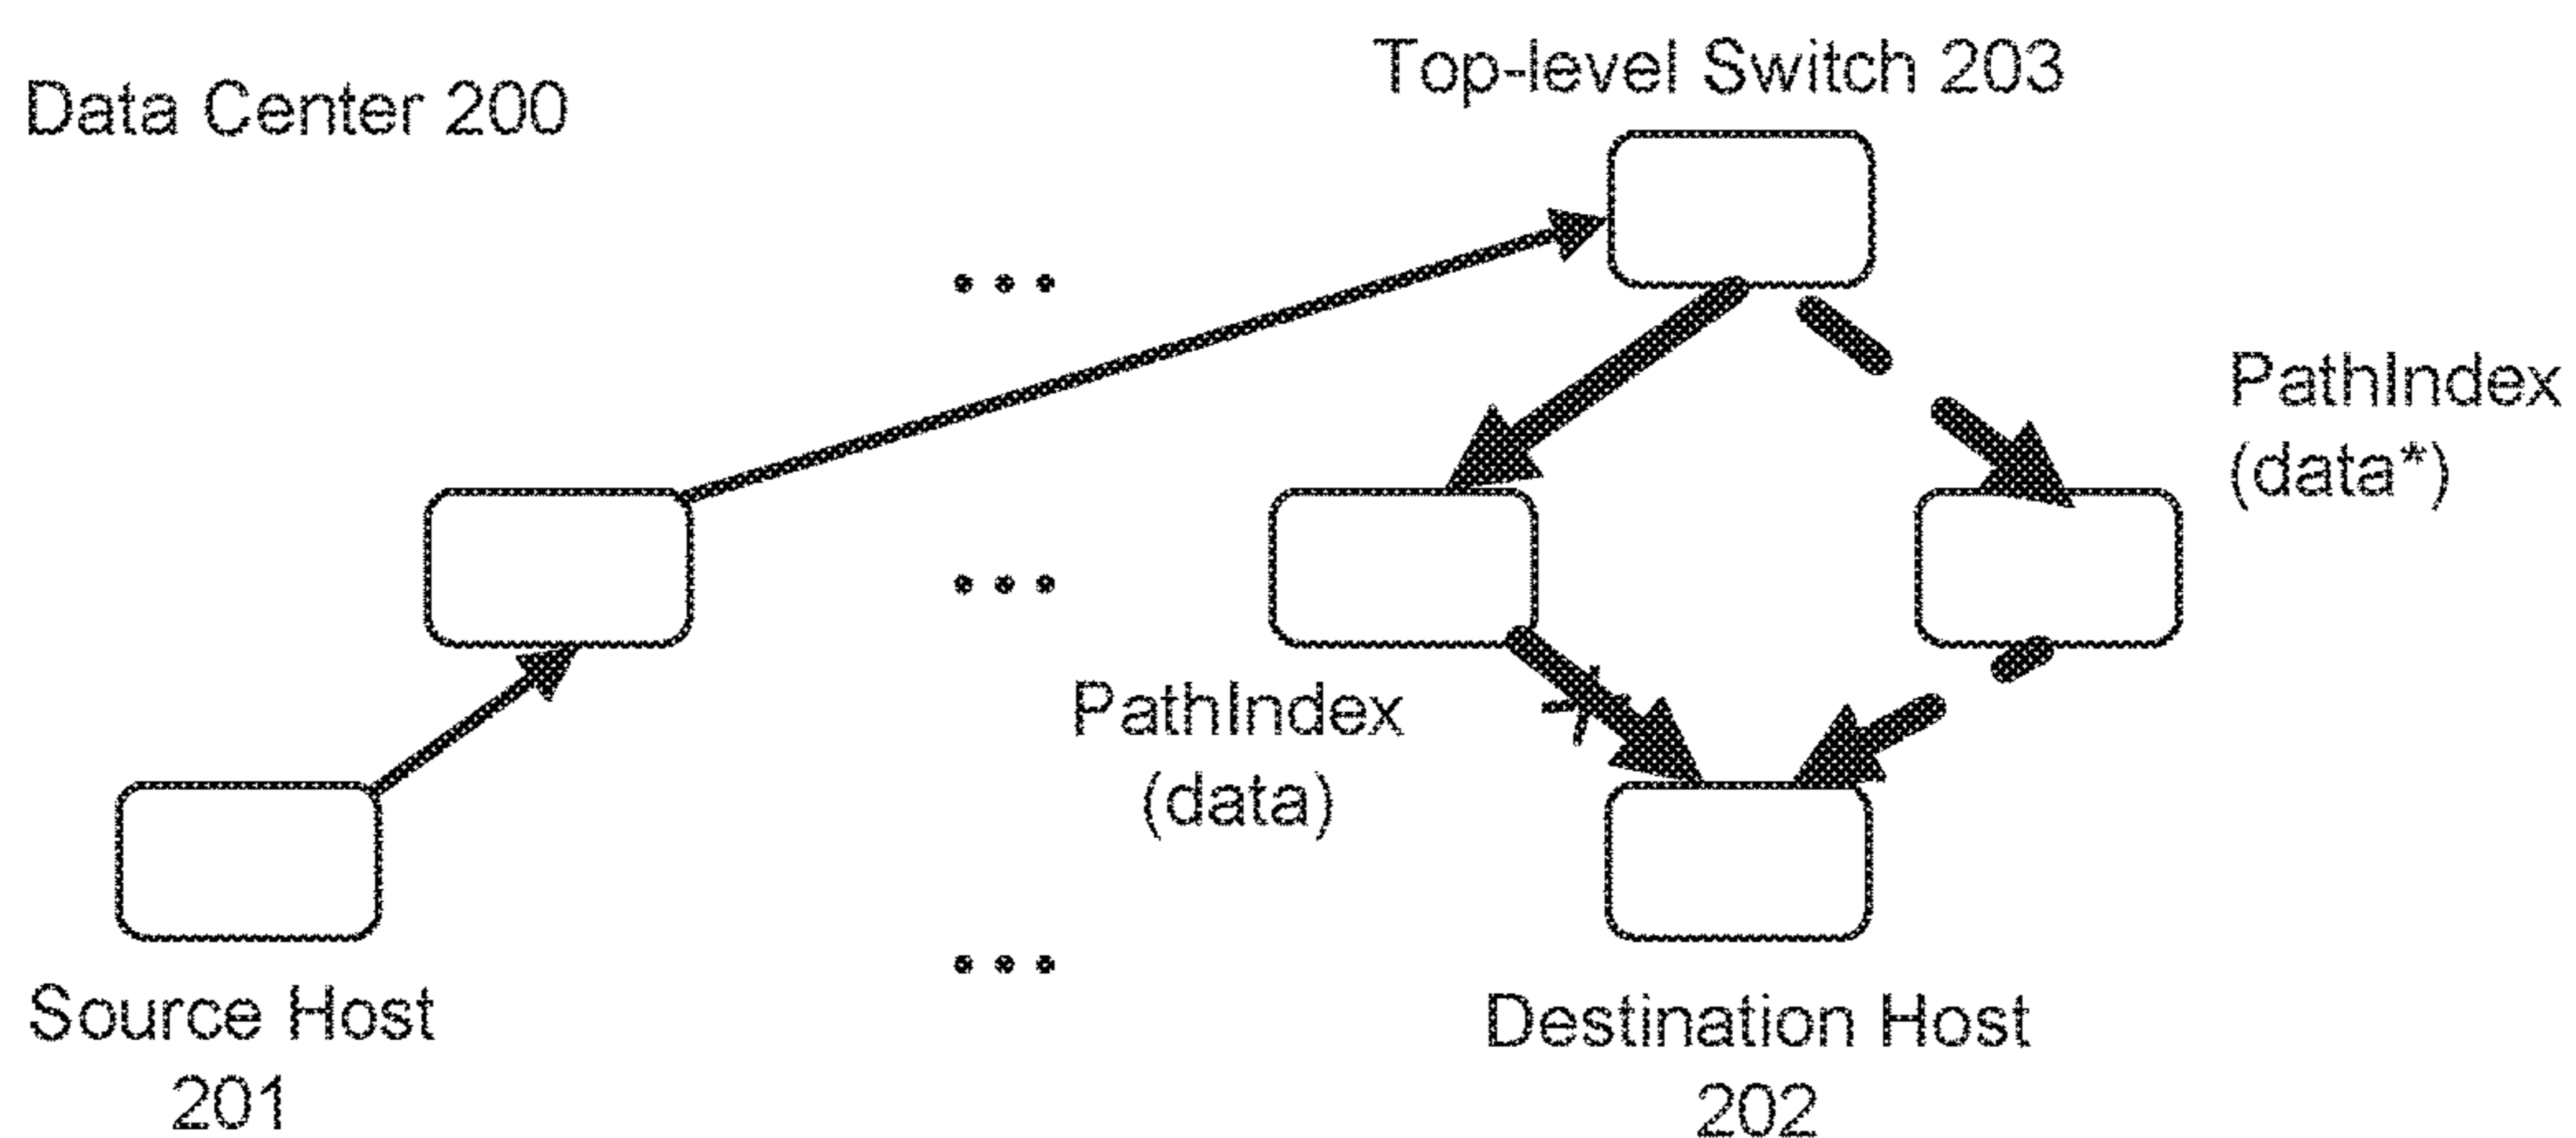 Data Center 200
Top-level Switch 203
PathIndex
(data*)
PathIndex
(data)
Source Host
201
Destination Host
202